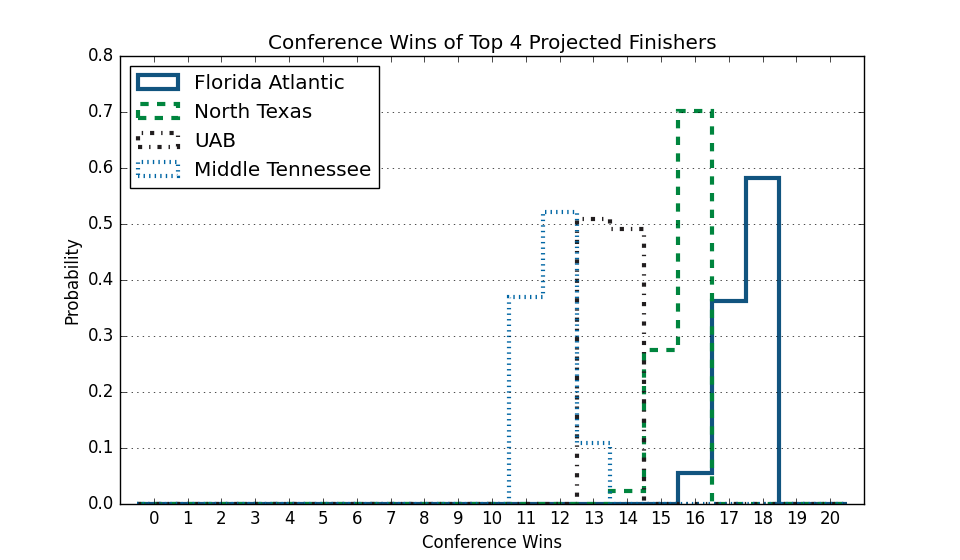 Conference Wins of Top 4 Projected Finishers
0.8
0.7
0.6
0.5
0.4
0.3
0.2
0.1
0.0
Probability
Florida Atlantic
North Texas
UAB
Middle Tennessee
0 1 2 3 4 5 6 7 8 9 10 11 12 13 14 15 16 17 18 19 20
Conference Wins